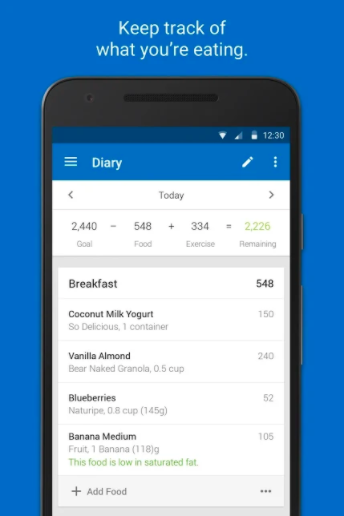 Keep track of
what you're eating.
12:30
Diary
Today
2,440 – 548 + 334 = 2,226
Goal Food Exercise Remaining
Breakfast 548
Coconut Milk Yogurt 150
So Delicious, 1 container
Vanilla Almond 240
Bear Naked Granola, 0.5 cup
Blueberries 52
Naturipe, 0.8 cup (145g)
Banana Medium 105
Fruit, 1 Banana (118)g
This food is low in saturated fat.
+ Add Food